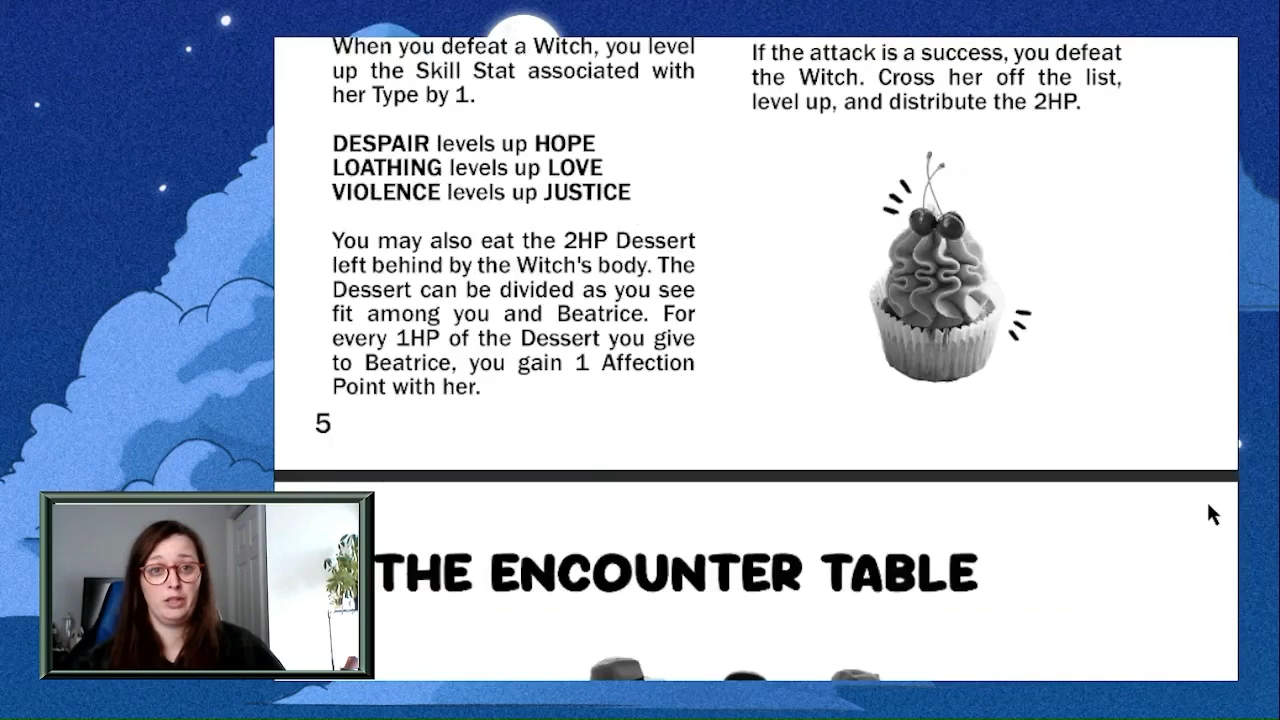 When you defeat a Witch, you level
up the Skill Stat associated with
her Type by 1.
DESPAIR levels up HOPE
LOATHING levels up LOVE
VIOLENCE levels up JUSTICE
You may also eat the 2HP Dessert
left behind by the Witch's body. The
Dessert can be divided as you see
fit among you and Beatrice. For
every 1HP of the Dessert you give
to Beatrice, you gain 1 Affection
Point with her.
5
If the attack is a success, you defeat
the Witch. Cross her off the list,
level up, and distribute the 2HP.
THE ENCOUNTER TABLE